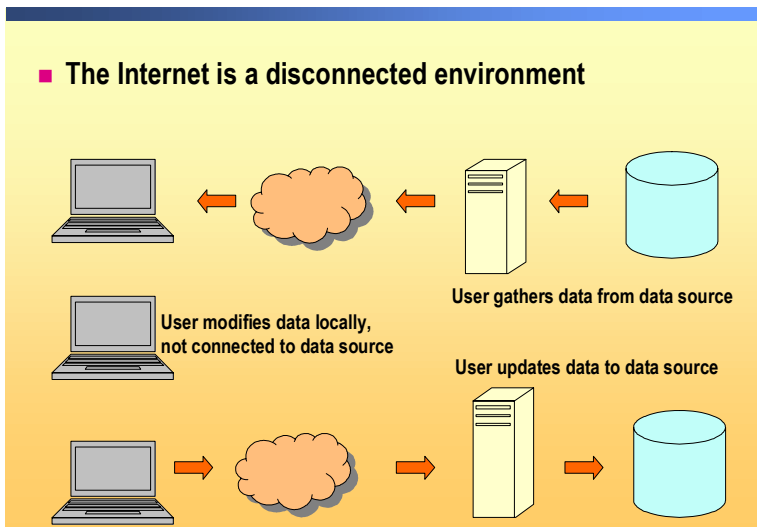 The Internet is a disconnected environment
User gathers data from data source
User modifies data locally,
not connected to data source
User updates data to data source